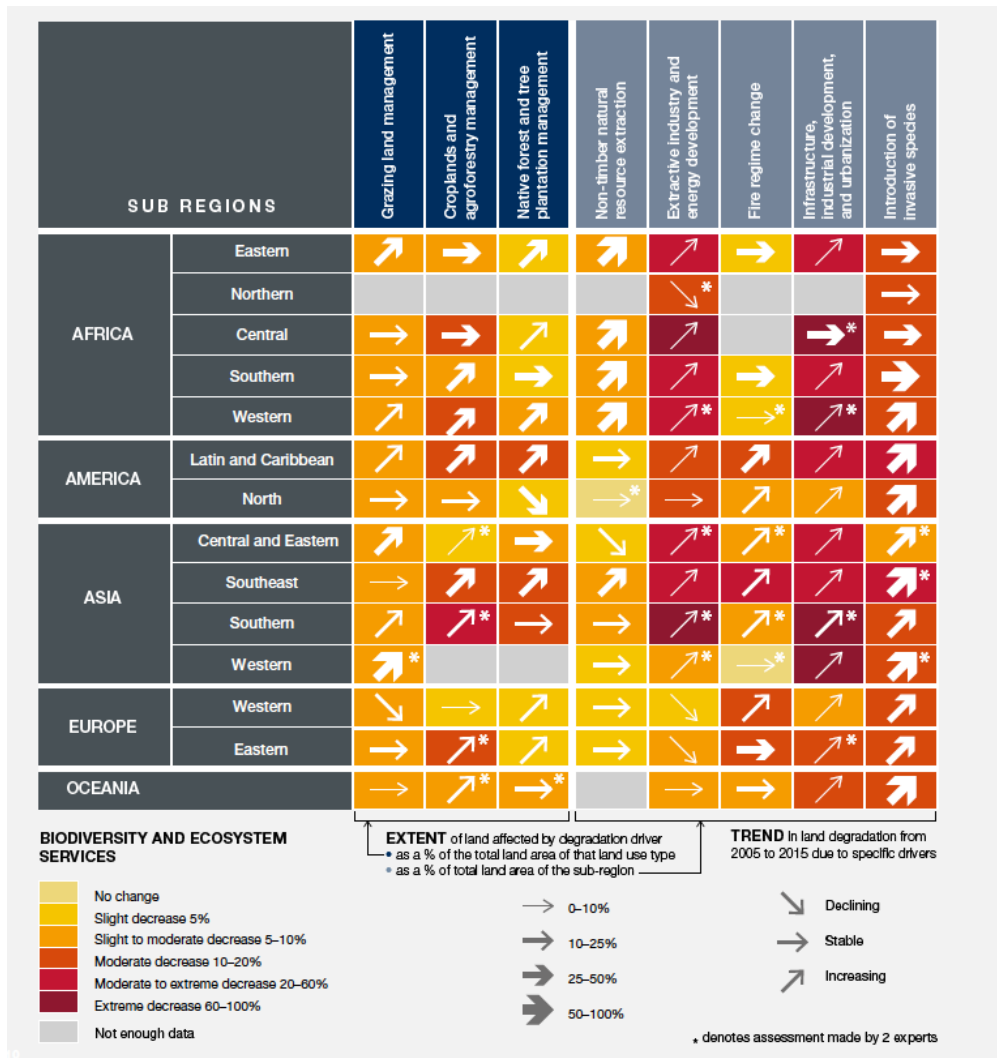 Grazing land management
Croplands and
agroforestry management
Native forest and tree
plantation management
Non-timber natural
resource extraction
Extractive industry and
energy development
Fire regime change
Infrastructure,
industrial development,
and urbanization
Introduction of
invasive species
SUB REGIONS
AFRICA
Eastern
Northern
Central
*
*
Southern
Western
* * *
AMERICA
Latin and Caribbean
North
*
ASIA
Central and Eastern
* * * *
Southeast
*
Southern
* * * *
Western
* * * *
EUROPE
Western
Eastern
* *
OCEANIA
* *
BIODIVERSITY AND ECOSYSTEM
SERVICES
No change
Slight decrease 5%
Slight to moderate decrease 5–10%
Moderate decrease 10–20%
Moderate to extreme decrease 20–60%
Extreme decrease 60–100%
Not enough data
EXTENT of land affected by degradation driver
• as a % of the total land area of that land use type
• as a % of total land area of the sub-region
0–10%
10–25%
25–50%
50–100%
TREND in land degradation from
2005 to 2015 due to specific drivers
Declining
Stable
Increasing
* denotes assessment made by 2 experts